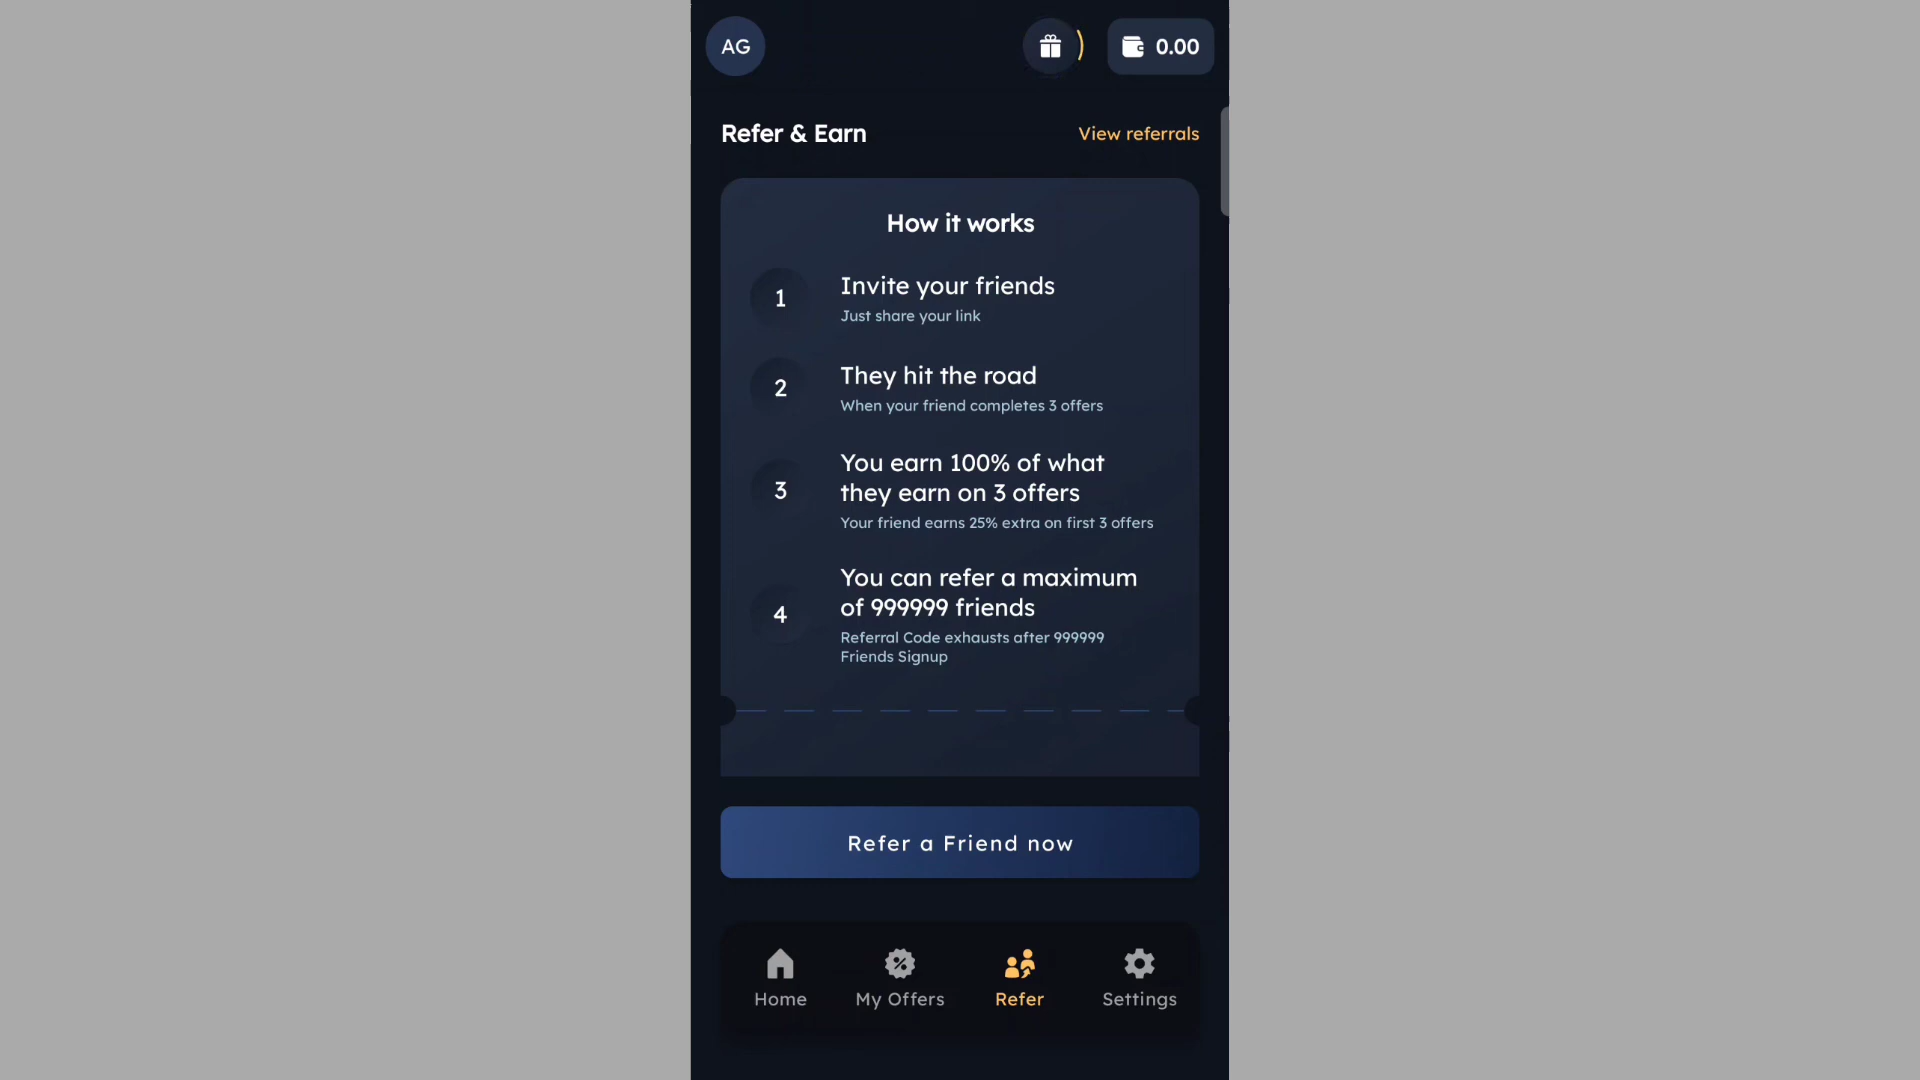 AG
0.00
Refer & Earn
View referrals
How it works
1
Invite your friends
Just share your link
2
They hit the road
When your friend completes 3 offers
3
You earn 100% of what
they earn on 3 offers
Your friend earns 25% extra on first 3 offers
4
You can refer a maximum
of 999999 friends
Referral Code exhausts after 999999
Friends Signup
Refer a Friend now
Home
My Offers
Refer
Settings